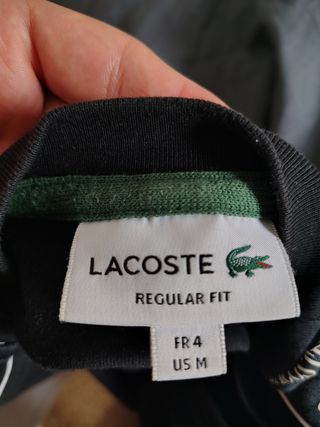 LACOSTE
REGULAR FIT
FR 4
US M